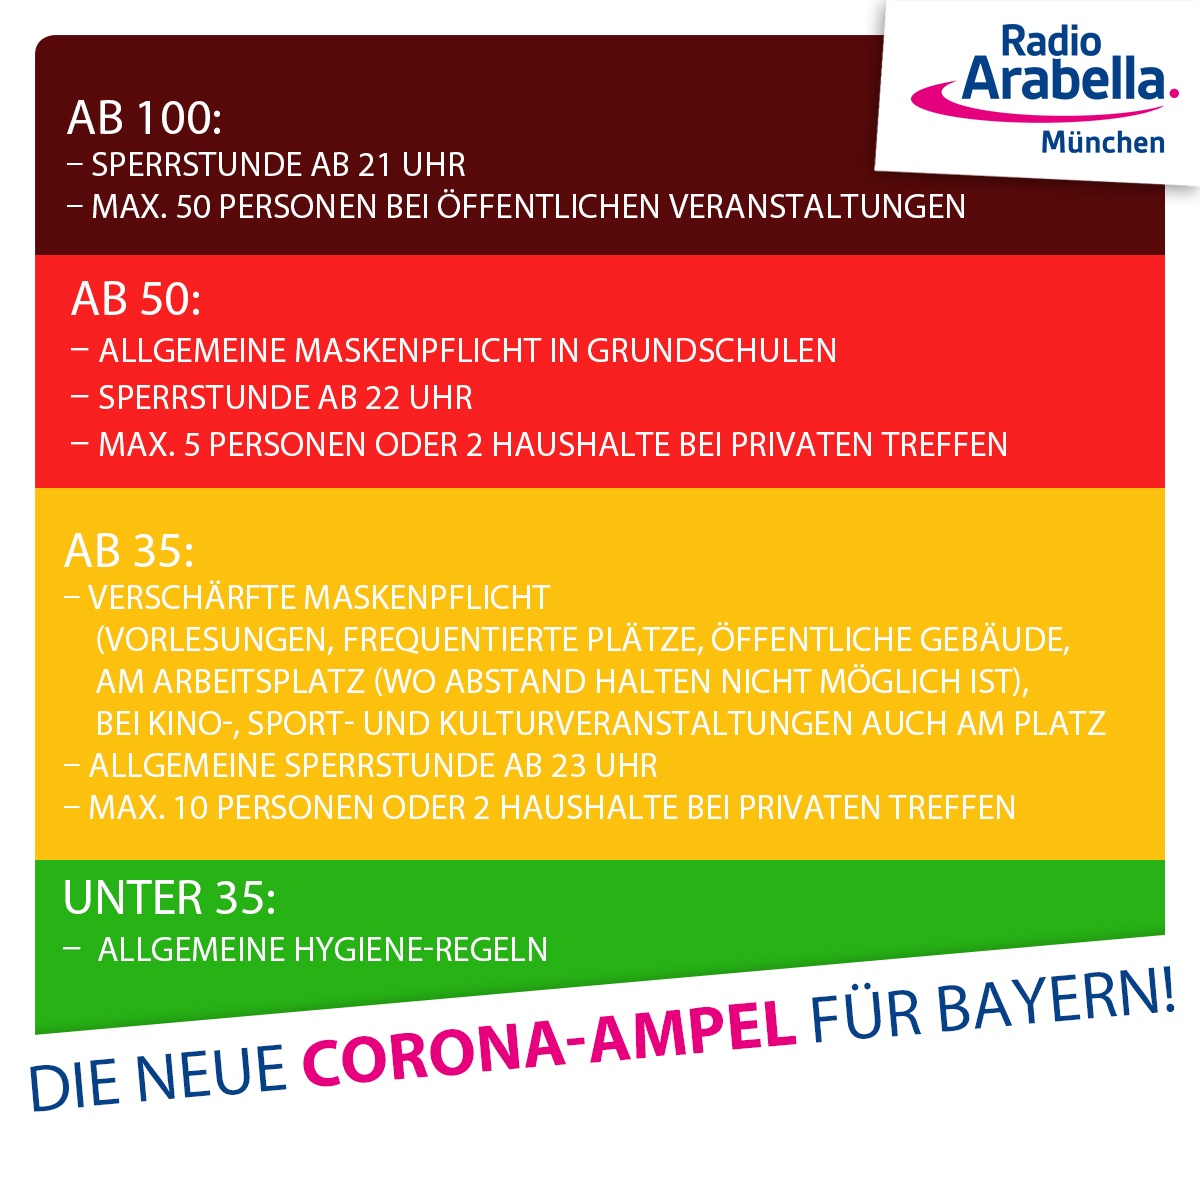 Radio
Arabella.
München
AB 100:
– SPERRSTUNDE AB 21 UHR
– MAX. 50 PERSONEN BEI ÖFFENTLICHEN VERANSTALTUNGEN
AB 50:
– ALLGEMEINE MASKENPFLICHT IN GRUNDSCHULEN
– SPERRSTUNDE AB 22 UHR
– MAX. 5 PERSONEN ODER 2 HAUSHALTE BEI PRIVATEN TREFFEN
AB 35:
– VERSCHÄRFTE MASKENPFLICHT
(VORLESUNGEN, FREQUENTIERTE PLÄTZE, ÖFFENTLICHE GEBÄUDE,
AM ARBEITSPLATZ (WO ABSTAND HALTEN NICHT MÖGLICH IST),
BEI KINO-, SPORT- UND KULTURVERANSTALTUNGEN AUCH AM PLATZ
– ALLGEMEINE SPERRSTUNDE AB 23 UHR
– MAX. 10 PERSONEN ODER 2 HAUSHALTE BEI PRIVATEN TREFFEN
UNTER 35:
– ALLGEMEINE HYGIENE-REGELN
DIE NEUE CORONA-AMPEL FÜR BAYERN!